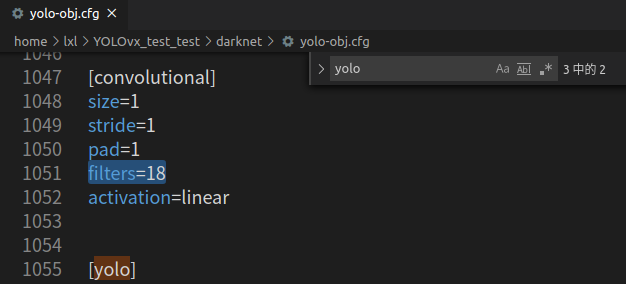 yolo-obj.cfg ×
home > lxl > YOLOvx_test_test > darknet > yolo-obj.cfg
1046
> yolo Aa Abl .* 3 中的 2
1047 [convolutional]
1048 size=1
1049 stride=1
1050 pad=1
1051 filters=18
1052 activation=linear
1053
1054
1055 [yolo]